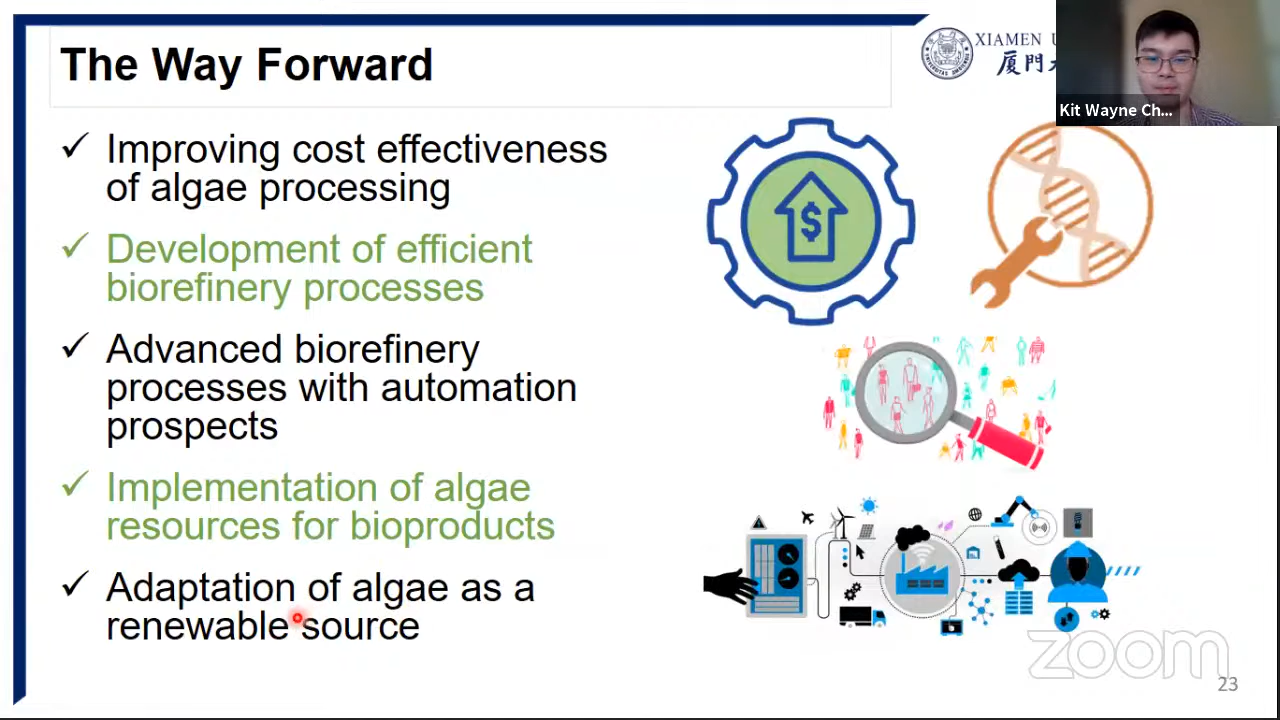 The Way Forward
XIAMEN U
厦門大
Kit Wayne Ch...
✓ Improving cost effectiveness
of algae processing
✓ Development of efficient
biorefinery processes
✓ Advanced biorefinery
processes with automation
prospects
✓ Implementation of algae
resources for bioproducts
✓ Adaptation of algae as a
renewable source
$
zoom
23